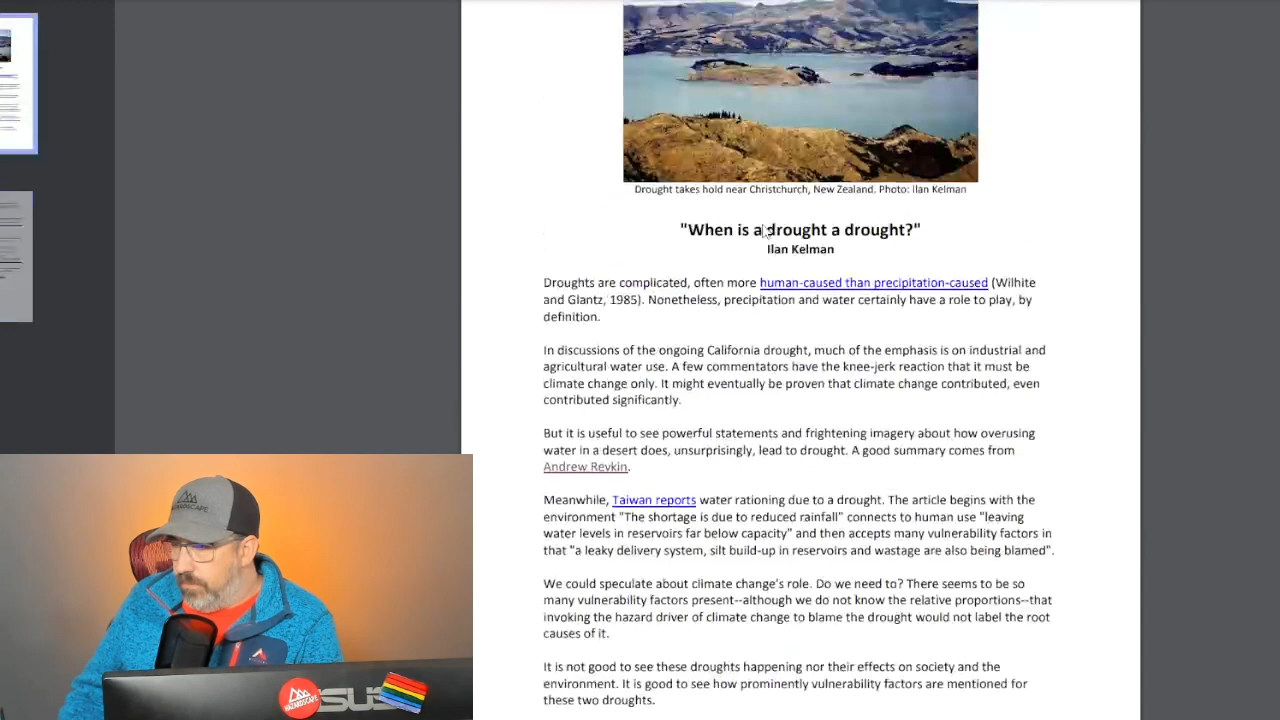 Drought takes hold near Christchurch, New Zealand. Photo: Ilan Kelman
"When is a drought a drought?"
Ilan Kelman
Droughts are complicated, often more human-caused than precipitation-caused (Wilhite
and Glantz, 1985). Nonetheless, precipitation and water certainly have a role to play, by
definition.
In discussions of the ongoing California drought, much of the emphasis is on industrial and
agricultural water use. A few commentators have the knee-jerk reaction that it must be
climate change only. It might eventually be proven that climate change contributed, even
contributed significantly.
But it is useful to see powerful statements and frightening imagery about how overusing
water in a desert does, unsurprisingly, lead to drought. A good summary comes from
Andrew Revkin.
Meanwhile, Taiwan reports water rationing due to a drought. The article begins with the
environment "The shortage is due to reduced rainfall" connects to human use "leaving
water levels in reservoirs far below capacity" and then accepts many vulnerability factors in
that "a leaky delivery system, silt build-up in reservoirs and wastage are also being blamed".
We could speculate about climate change's role. Do we need to? There seems to be so
many vulnerability factors present--although we do not know the relative proportions--that
invoking the hazard driver of climate change to blame the drought would not label the root
causes of it.
It is not good to see these droughts happening nor their effects on society and the
environment. It is good to see how prominently vulnerability factors are mentioned for
these two droughts.
HAZARDSCAPE
HAZARDSCAPE
SUS